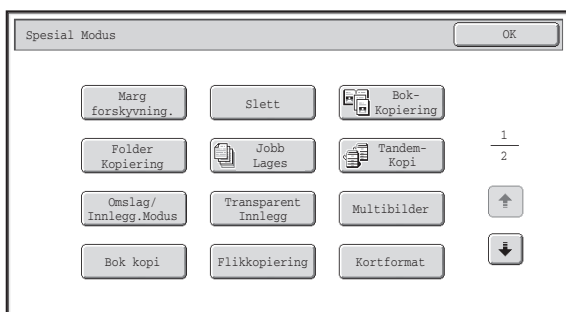 Spesial Modus
OK
Marg
forskyvning.
Slett
Bok-
Kopiering
Folder
Kopiering
Jobb
Lages
Tandem-
Kopi
1
2
Omslag/
Innlegg.Modus
Transparent
Innlegg
Multibilder
Bok kopi
Flikkopiering
Kortformat